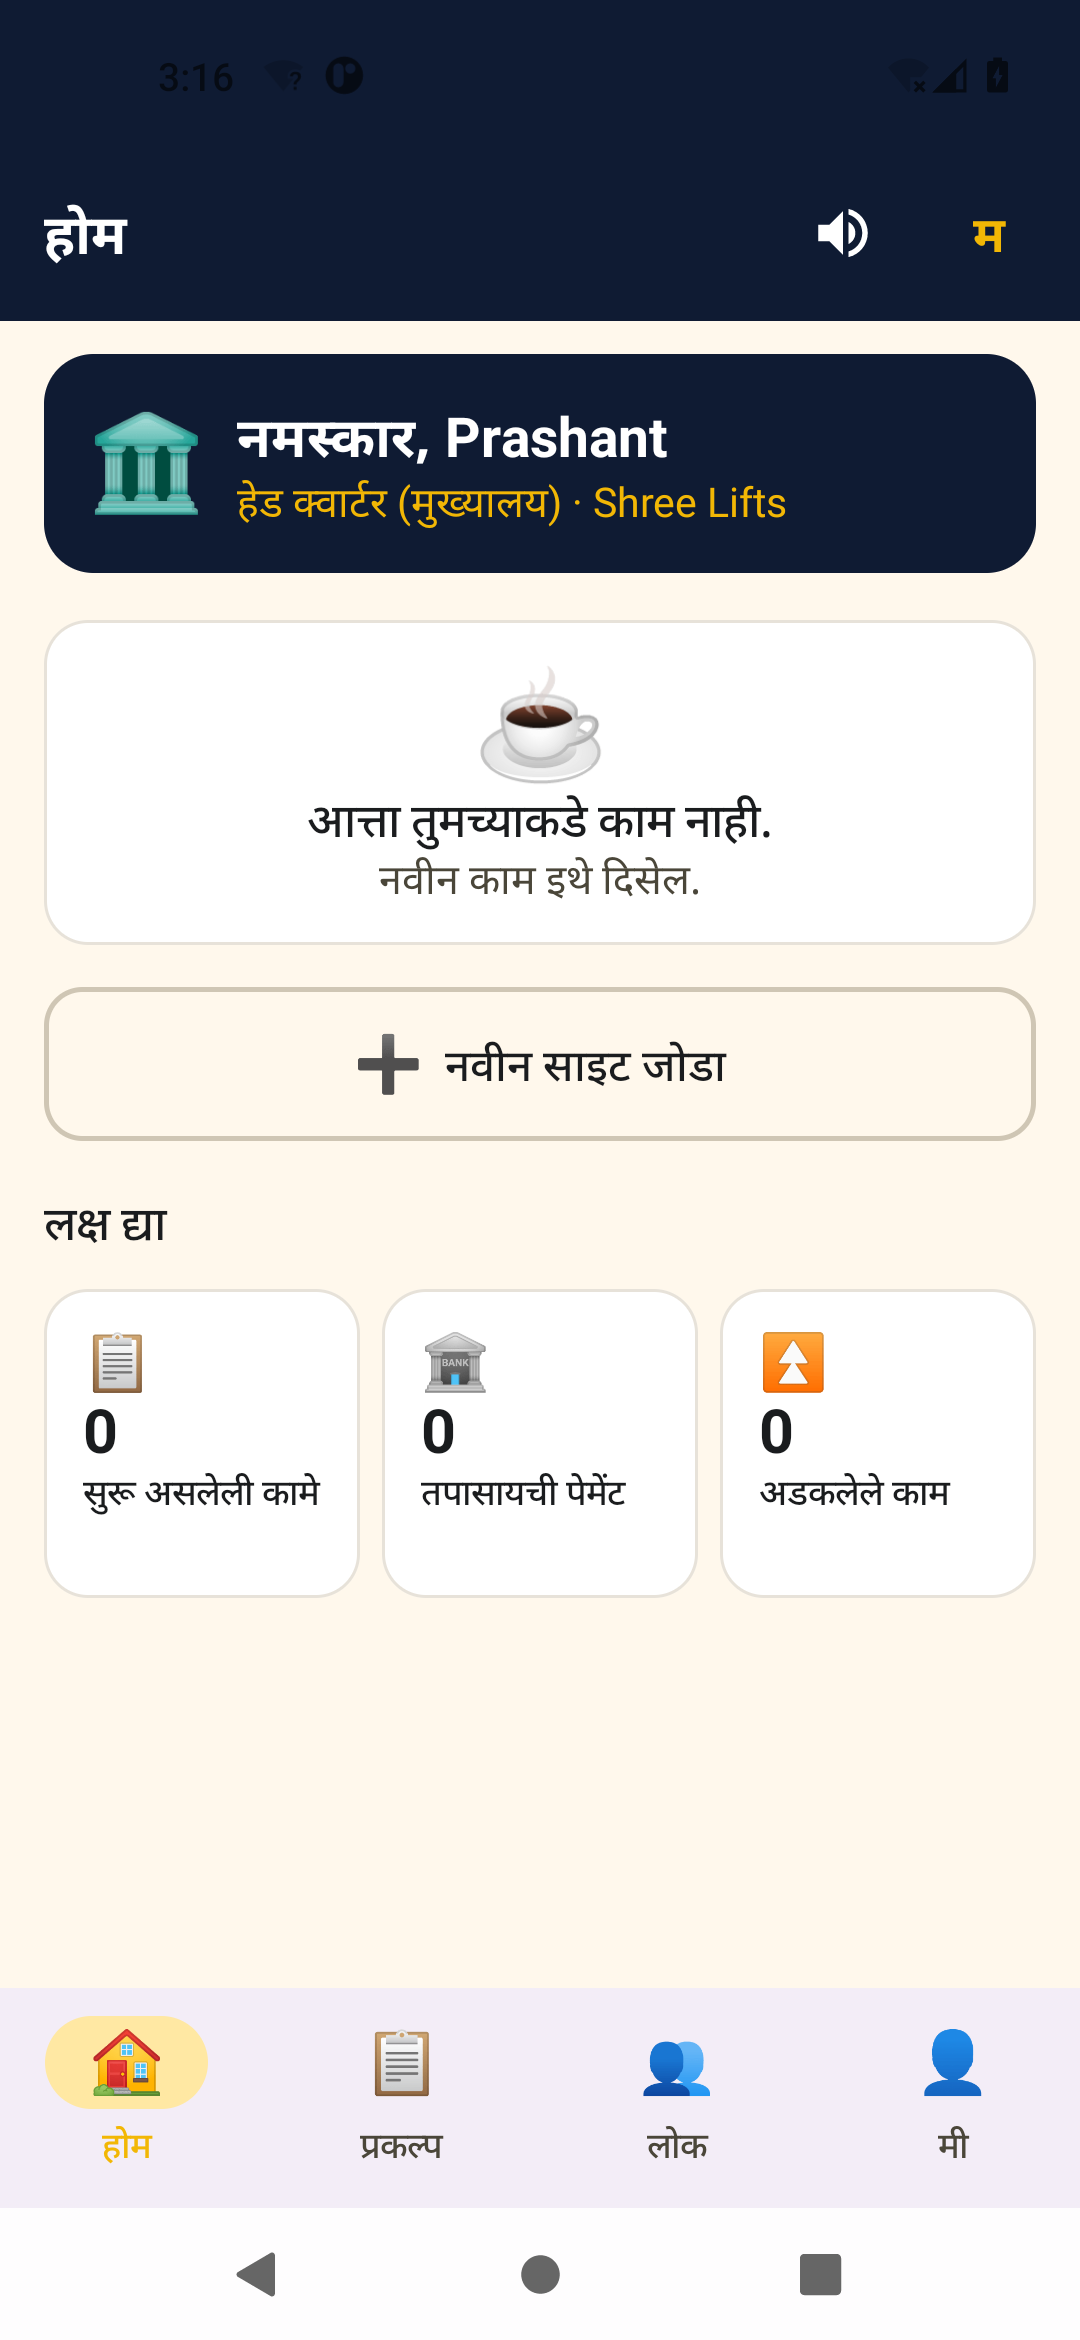 3:16
होम
म
नमस्कार, Prashant
हेड क्वार्टर (मुख्यालय) · Shree Lifts
आत्ता तुमच्याकडे काम नाही.
नवीन काम इथे दिसेल.
नवीन साइट जोडा
लक्ष द्या
BANK
0
0
0
सुरू असलेली कामे
तपासायची पेमेंट
अडकलेले काम
होम
प्रकल्प
लोक
मी